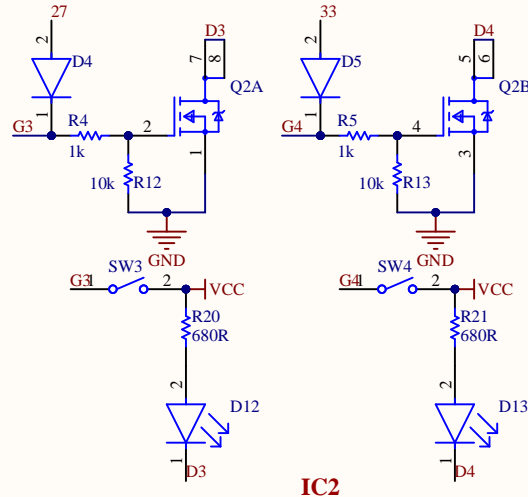 27 33
D3 D4
2 D4 7 8 2 D5 5 6
Q2A Q2B
1 1
G3 R4 2 G4 R5 4
1k 1 1k 3
10k R12 10k R13
GND GND
SW3 SW4
G3 1 2 VCC G4 1 2 VCC
R20 R21
680R 680R
2 2
D12 D13
1 1
D3 D4
IC2